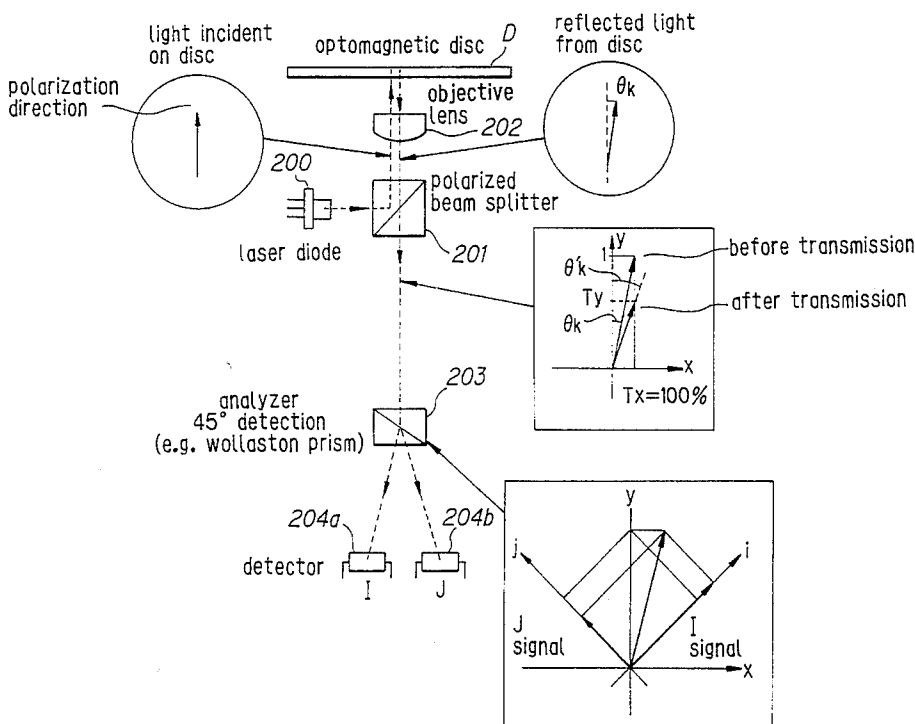 light incident
on disc
polarization
direction
optomagnetic disc
D
reflected light
from disc
θk
objective
lens
202
200
laser diode
polarized
beam splitter
201
y
1
θ'k
Ty
θk
x
Tx=100%
before transmission
after transmission
203
analyzer
45° detection
(e.g. wollaston prism)
204a
204b
detector
I
J
y
j
i
J
signal
I
signal
x